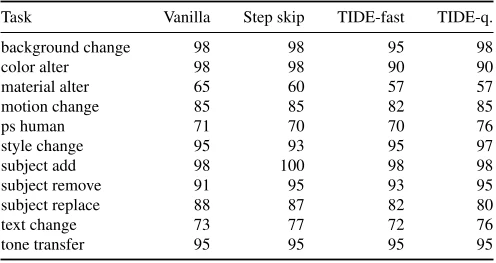 Task Vanilla Step skip TIDE-fast TIDE-q.
background change 98 98 95 98
color alter 98 98 90 90
material alter 65 60 57 57
motion change 85 85 82 85
ps human 71 70 70 76
style change 95 93 95 97
subject add 98 100 98 98
subject remove 91 95 93 95
subject replace 88 87 82 80
text change 73 77 72 76
tone transfer 95 95 95 95